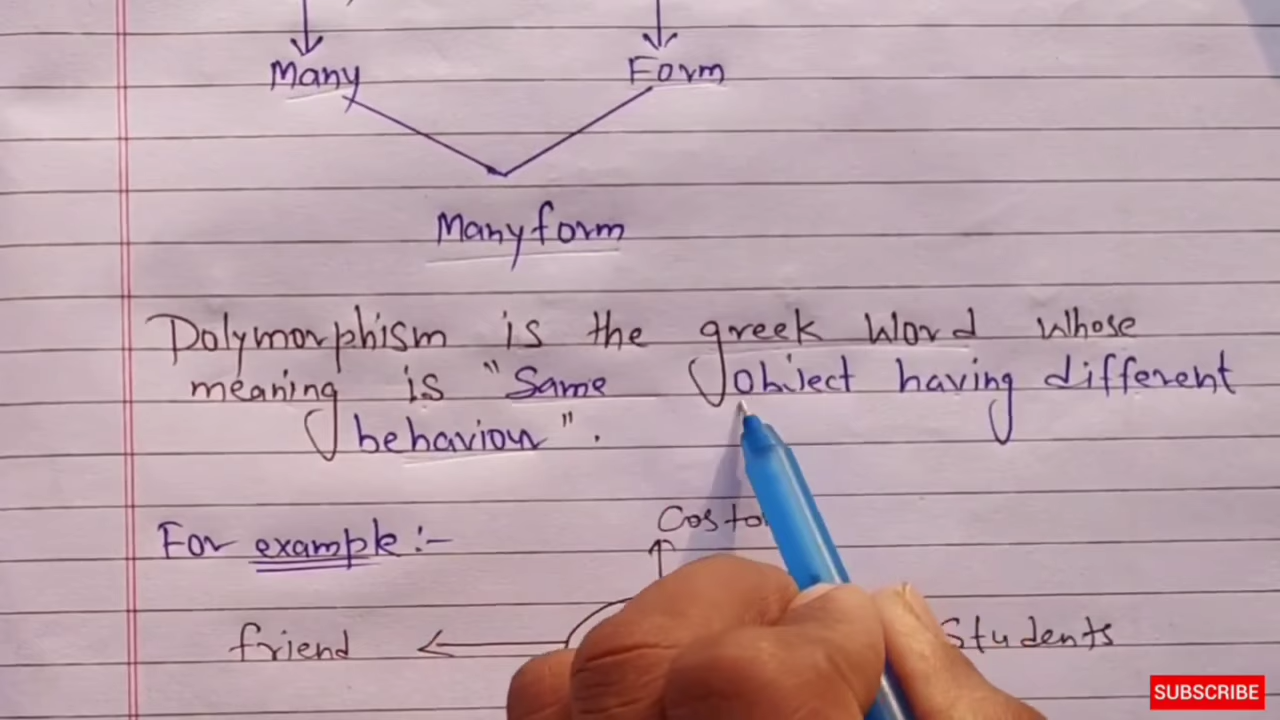 Many Form
Manyform
Polymorphism is the greek word whose
meaning is "Same object having different
behaviour".
For example:-
friend Students
SUBSCRIBE